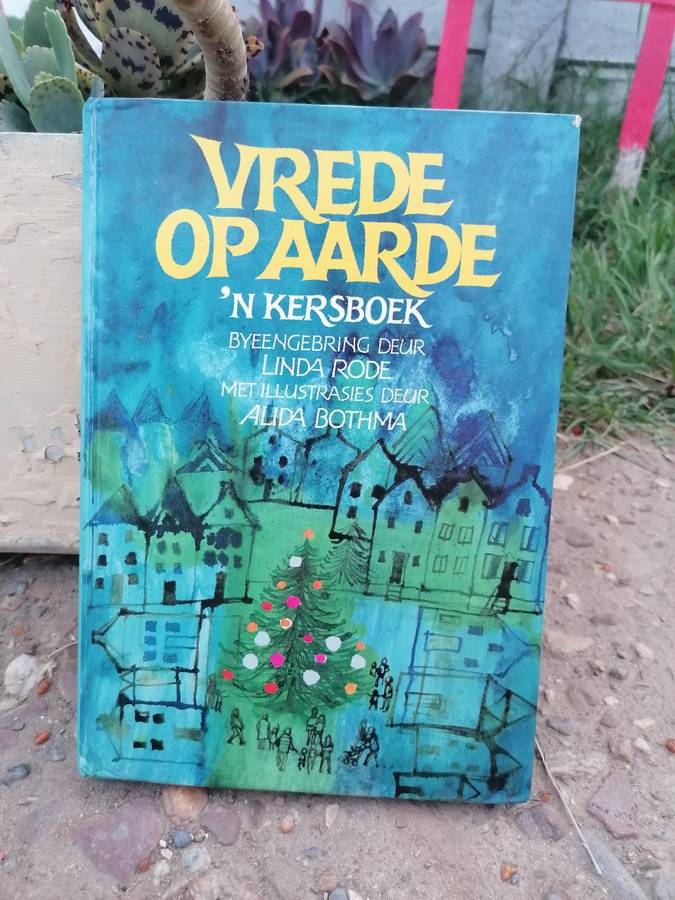 VREDE
OP AARDE
'N KERSBOEK
BYEENGEBRING DEUR
LINDA RODE
MET ILLUSTRASIES DEUR
ALIDA BOTHMA